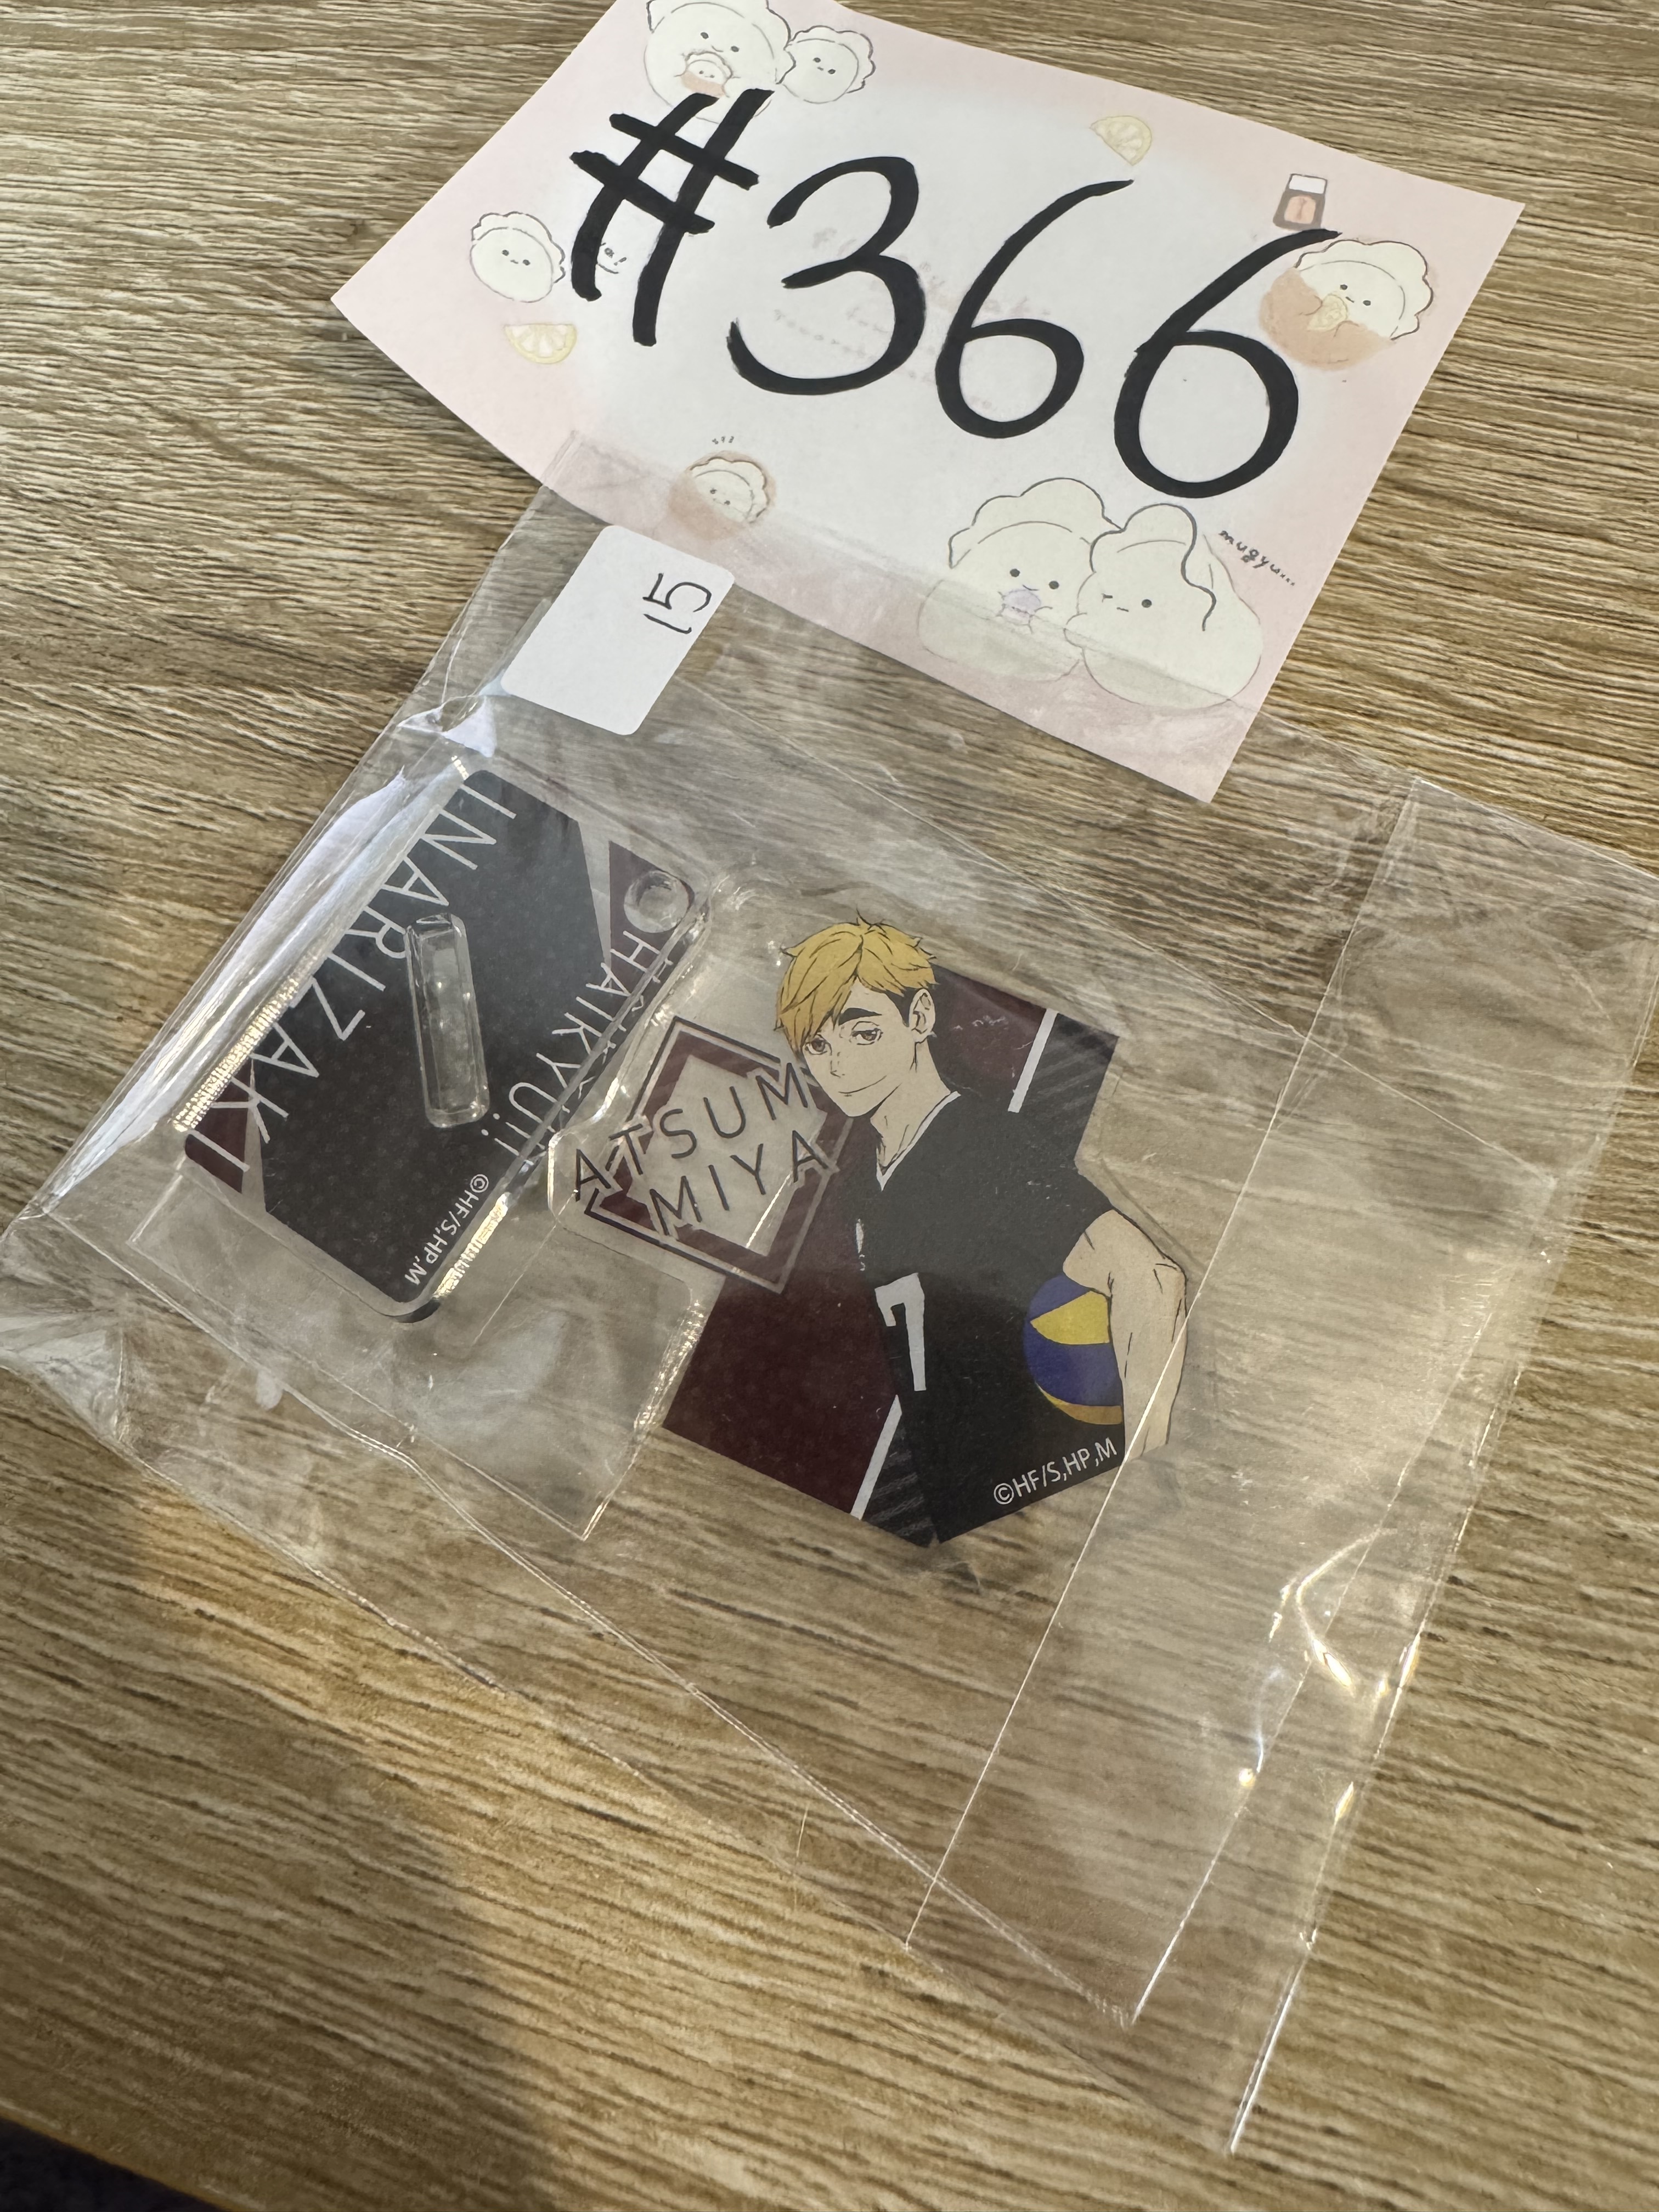 #366
mugyu...
15
INARIZAKI
HAIKYU!!
©HF/S,HP,M
ATSUMU
MIYA
7
©HF/S,HP,M